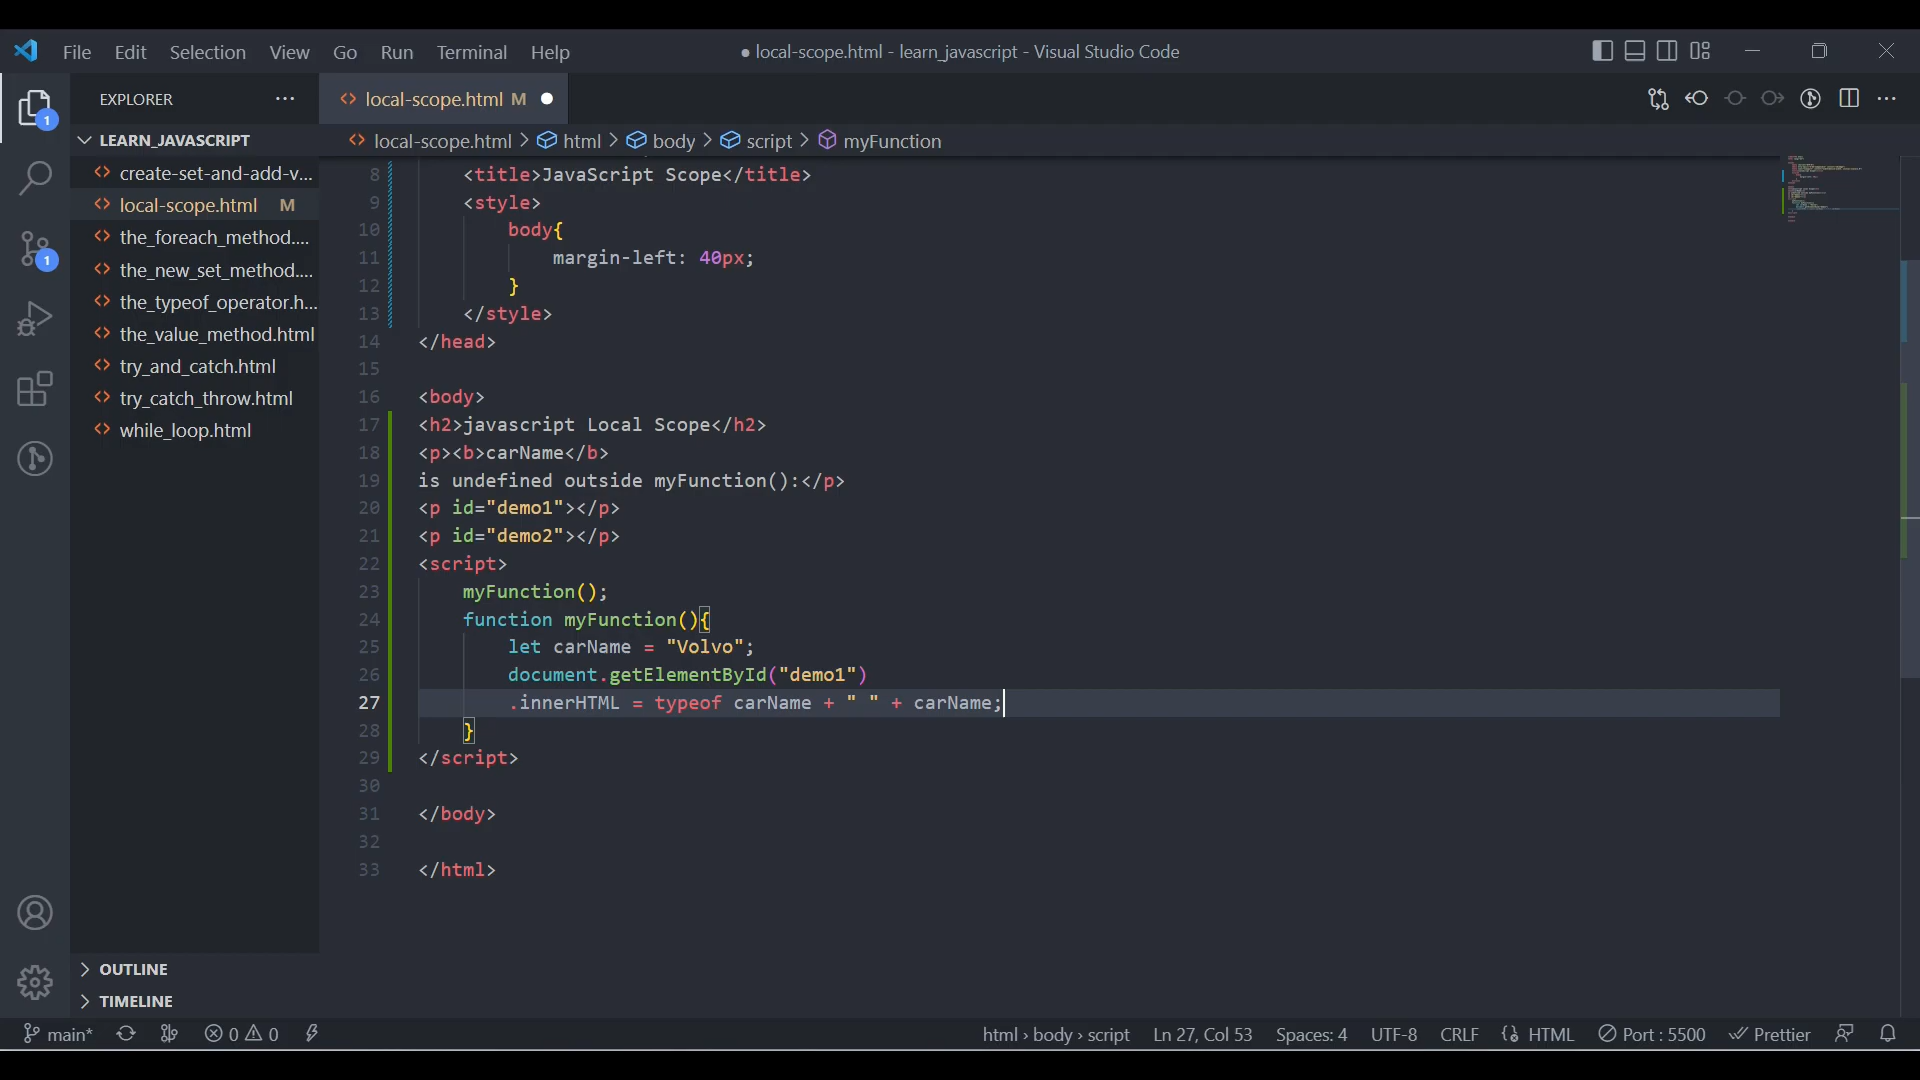 File Edit Selection View Go Run Terminal Help
● local-scope.html - learn_javascript - Visual Studio Code
EXPLORER ...
local-scope.html M
1
LEARN_JAVASCRIPT
local-scope.html > html > body > script > myFunction
create-set-and-add-v...
local-scope.html M
the_foreach_method....
1
the_new_set_method....
the_typeof_operator.h...
the_value_method.html
try_and_catch.html
try_catch_throw.html
while_loop.html
8 <title>JavaScript Scope</title>
9 <style>
10 body{
11 margin-left: 40px;
12 }
13 </style>
14 </head>
15
16 <body>
17 <h2>javascript Local Scope</h2>
18 <p><b>carName</b>
19 is undefined outside myFunction():</p>
20 <p id="demo1"></p>
21 <p id="demo2"></p>
22 <script>
23 myFunction();
24 function myFunction(){
25 let carName = "Volvo";
26 document.getElementById("demo1")
27 .innerHTML = typeof carName + " " + carName;
28 }
29 </script>
30
31 </body>
32
33 </html>
OUTLINE
TIMELINE
main* 0 0 html › body › script Ln 27, Col 53 Spaces: 4 UTF-8 CRLF HTML Port : 5500 Prettier